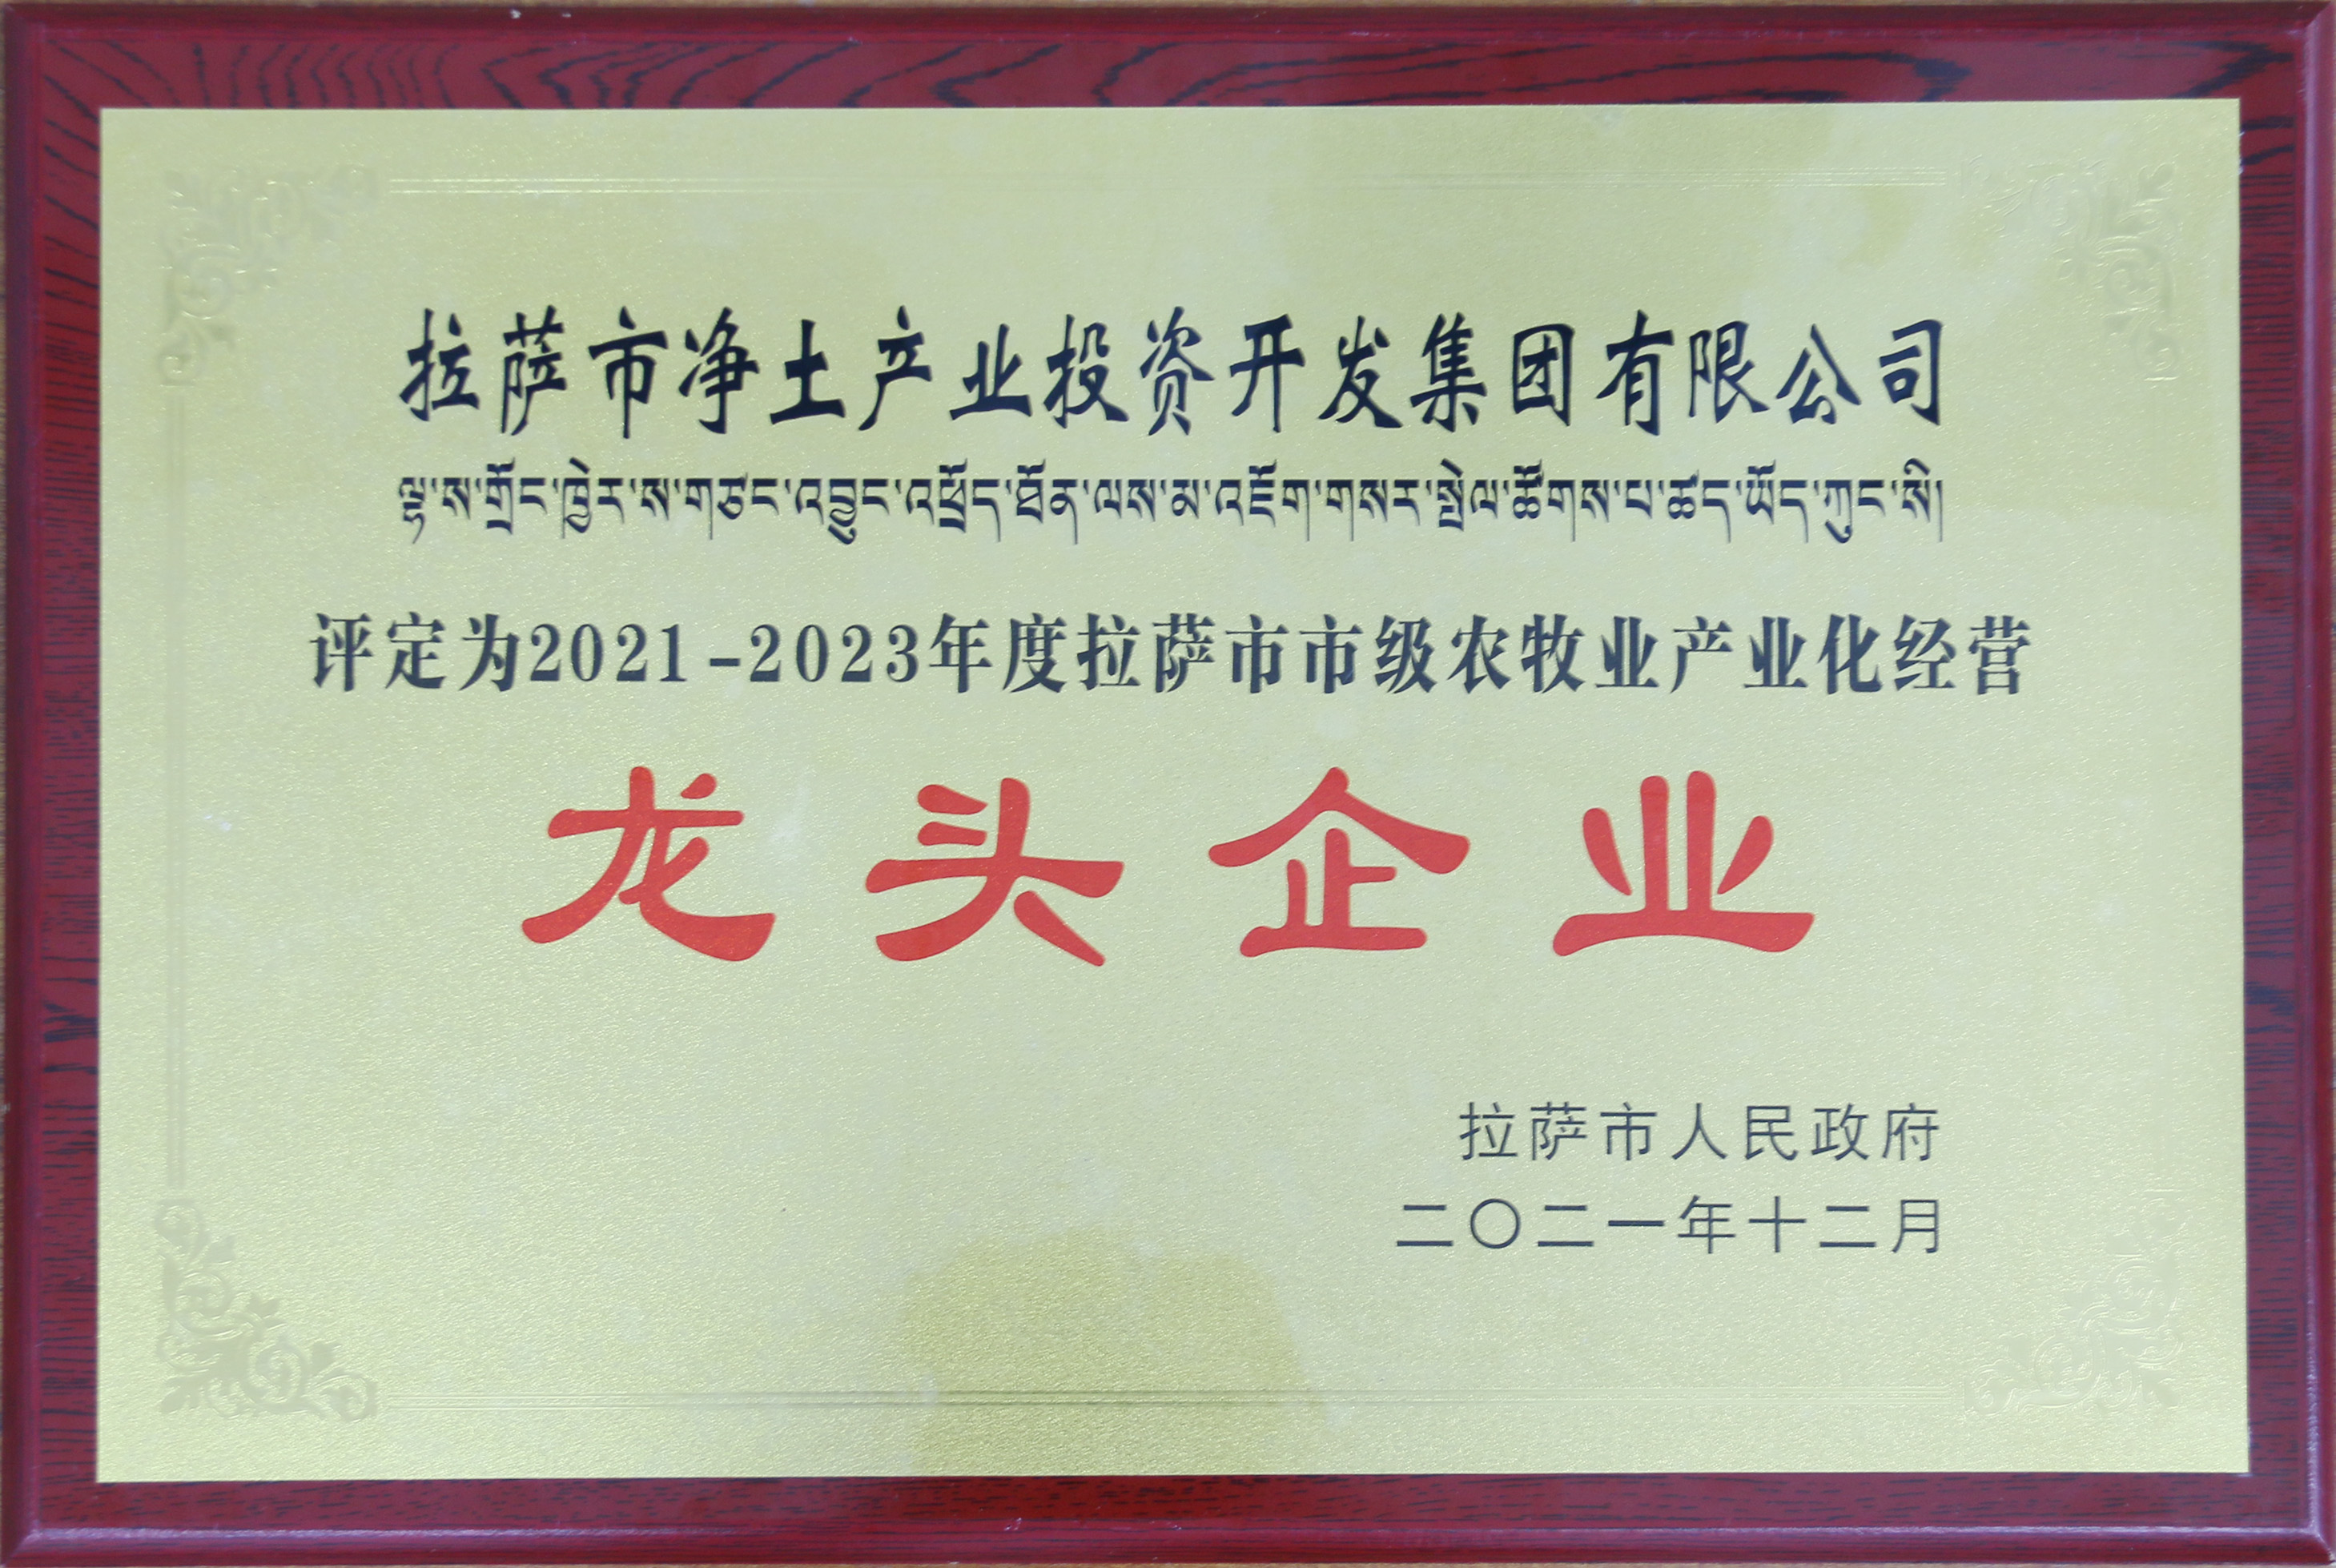 拉萨市净土产业投资开发集团有限公司
ལྷ་ས་གྲོང་ཁྱེར་ས་གཙང་འབྱུང་འཕྲོད་ཐོན་ལས་མ་འཇོག་གསར་སྤེལ་ཚོགས་པ་ཚད་ཡོད་ཀུང་སི།
评定为2021-2023年度拉萨市市级农牧业产业化经营
龙头企业
拉萨市人民政府
二〇二一年十二月